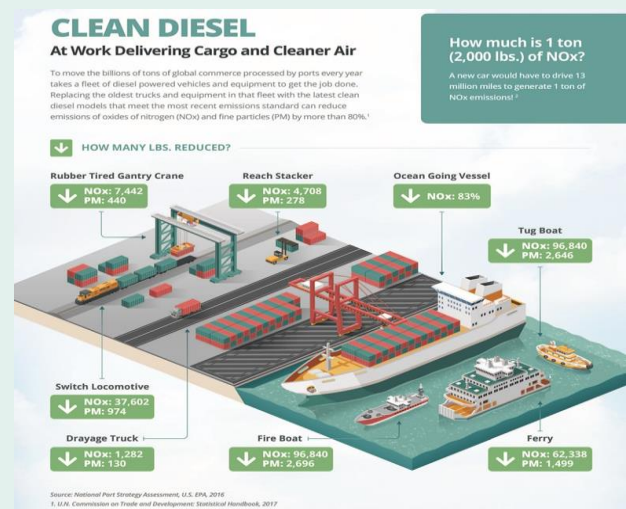 CLEAN DIESEL
At Work Delivering Cargo and Cleaner Air
To move the billions of tons of global commerce processed by ports every year
takes a fleet of diesel powered vehicles and equipment to get the job done.
Replacing the oldest trucks and equipment in that fleet with the latest clean
diesel models that meet the most recent emissions standard can reduce
emissions of oxides of nitrogen (NOx) and fine particles (PM) by more than 80%.¹
How much is 1 ton
(2,000 lbs.) of NOx?
A new car would have to drive 13
million miles to generate 1 ton of
NOx emissions! ²
HOW MANY LBS. REDUCED?
Rubber Tired Gantry Crane
NOx: 7,442
PM: 440
Reach Stacker
NOx: 4,708
PM: 278
Ocean Going Vessel
NOx: 83%
Tug Boat
NOx: 96,840
PM: 2,646
Switch Locomotive
NOx: 37,602
PM: 974
Drayage Truck
NOx: 1,282
PM: 130
Fire Boat
NOx: 96,840
PM: 2,696
Ferry
NOx: 62,338
PM: 1,499
Source: National Port Strategy Assessment, U.S. EPA, 2016
1. U.N. Commission on Trade and Development: Statistical Handbook, 2017